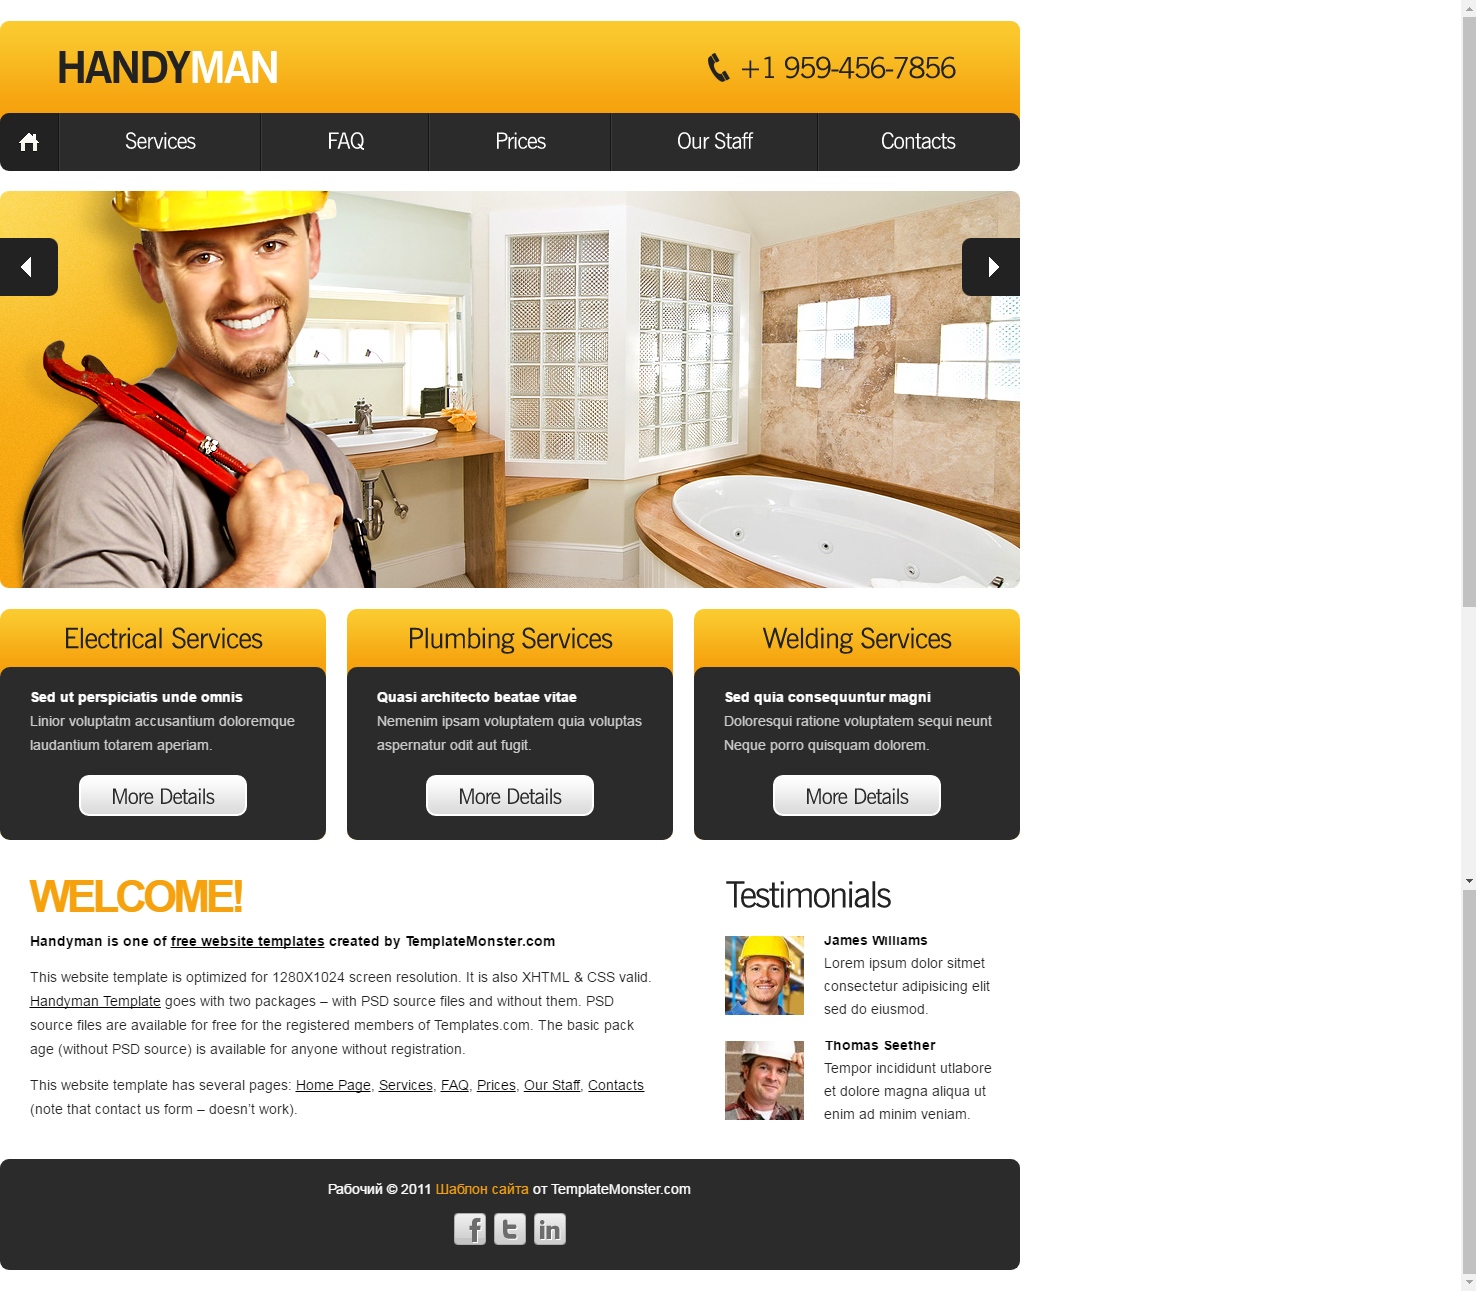 HANDYMAN
+1 959-456-7856
Services
FAQ
Prices
Our Staff
Contacts
Electrical Services
Sed ut perspiciatis unde omnis
Linior voluptatm accusantium doloremque
laudantium totarem aperiam.
More Details
Plumbing Services
Quasi architecto beatae vitae
Nemenim ipsam voluptatem quia voluptas
aspernatur odit aut fugit.
More Details
Welding Services
Sed quia consequuntur magni
Doloresqui ratione voluptatem sequi neunt
Neque porro quisquam dolorem.
More Details
WELCOME!
Handyman is one of free website templates created by TemplateMonster.com
This website template is optimized for 1280X1024 screen resolution. It is also XHTML & CSS valid.
Handyman Template goes with two packages – with PSD source files and without them. PSD
source files are available for free for the registered members of Templates.com. The basic pack
age (without PSD source) is available for anyone without registration.
This website template has several pages: Home Page, Services, FAQ, Prices, Our Staff, Contacts
(note that contact us form – doesn’t work).
Testimonials
James Williams
Lorem ipsum dolor sitmet
consectetur adipisicing elit
sed do eiusmod.
Thomas Seether
Tempor incididunt utlabore
et dolore magna aliqua ut
enim ad minim veniam.
Рабочий © 2011 Шаблон сайта от TemplateMonster.com
f t in